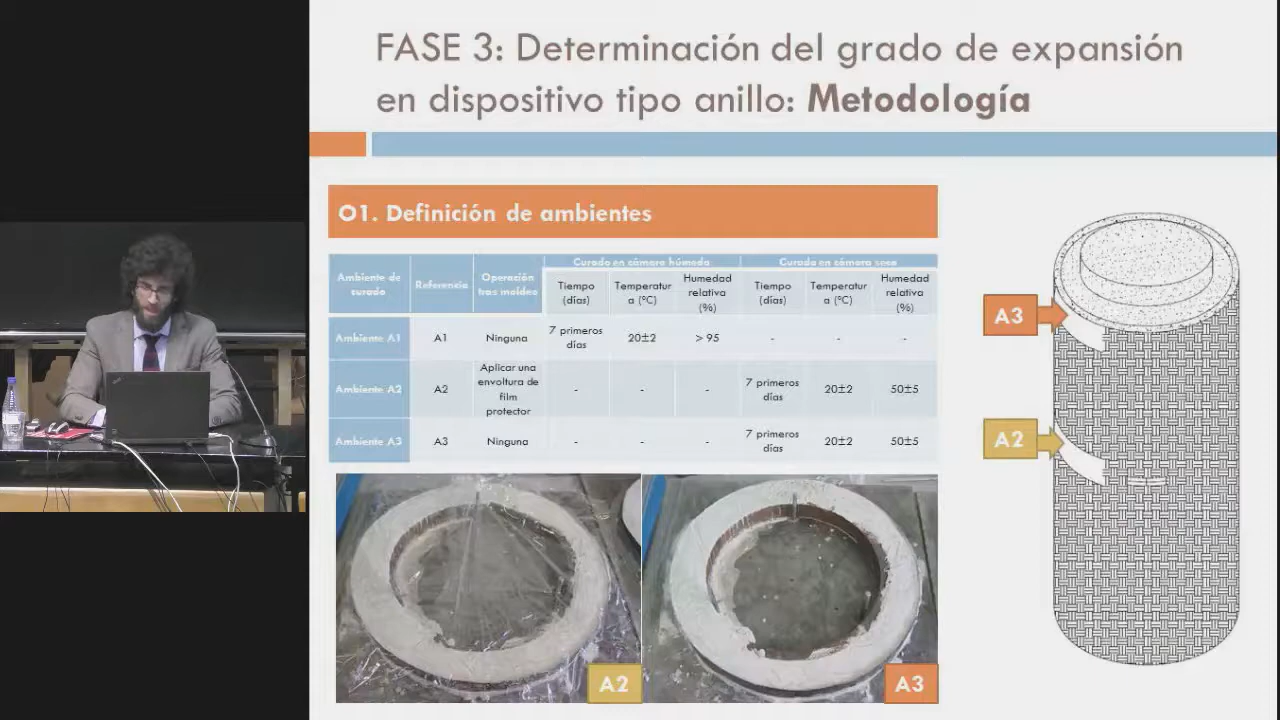 FASE 3: Determinación del grado de expansión
en dispositivo tipo anillo: Metodología
O1. Definición de ambientes
Ambiente de curado Referencia Operación tras moldeo Curado en cámara húmeda Curado en cámara seca
Tiempo (días) Temperatur a (ºC) Humedad relativa (%) Tiempo (días) Temperatur a (ºC) Humedad relativa (%)
Ambiente A1 A1 Ninguna 7 primeros días 20±2 > 95 - - -
Ambiente A2 A2 Aplicar una envoltura de film protector - - - 7 primeros días 20±2 50±5
Ambiente A3 A3 Ninguna - - - 7 primeros días 20±2 50±5
A3
A2
A2
A3